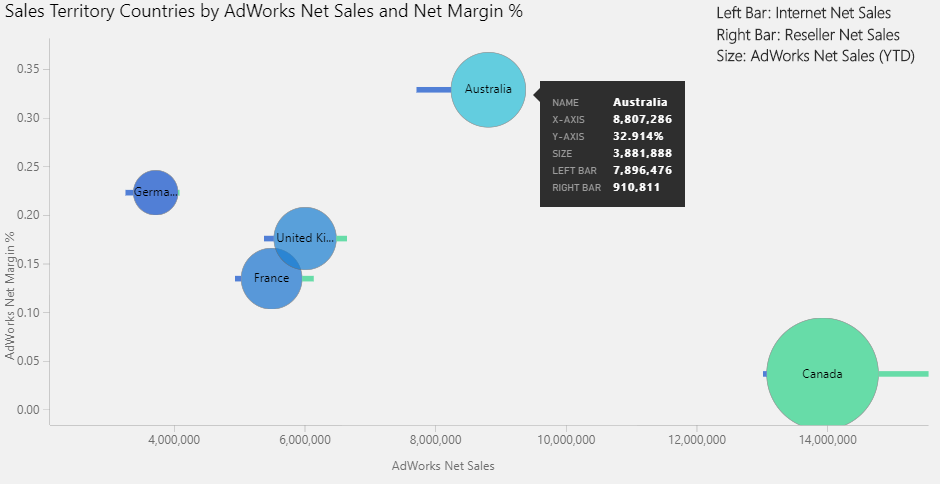 Sales Territory Countries by AdWorks Net Sales and Net Margin %
Left Bar: Internet Net Sales
Right Bar: Reseller Net Sales
Size: AdWorks Net Sales (YTD)
AdWorks Net Margin %
0.35
0.30
0.25
0.20
0.15
0.10
0.05
0.00
Australia
NAME Australia
X-AXIS 8,807,286
Y-AXIS 32.914%
SIZE 3,881,888
LEFT BAR 7,896,476
RIGHT BAR 910,811
Germa...
United Ki...
France
Canada
4,000,000 6,000,000 8,000,000 10,000,000 12,000,000 14,000,000
AdWorks Net Sales